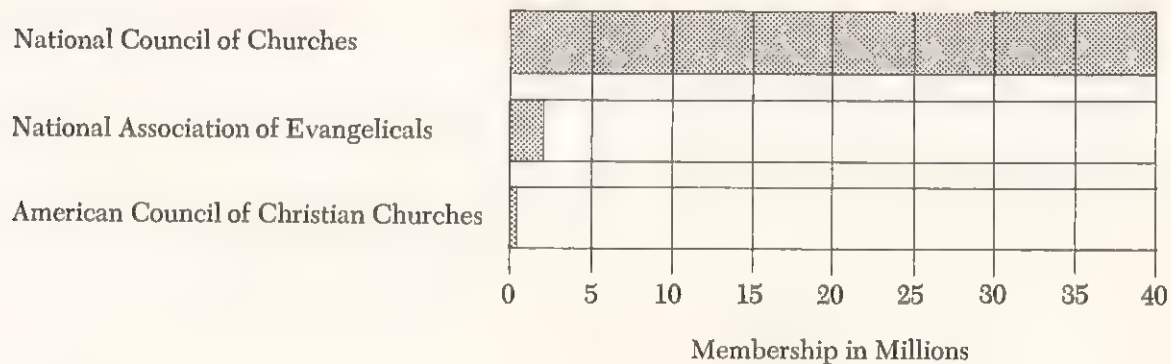 National Council of Churches
National Association of Evangelicals
American Council of Christian Churches
0 5 10 15 20 25 30 35 40
Membership in Millions